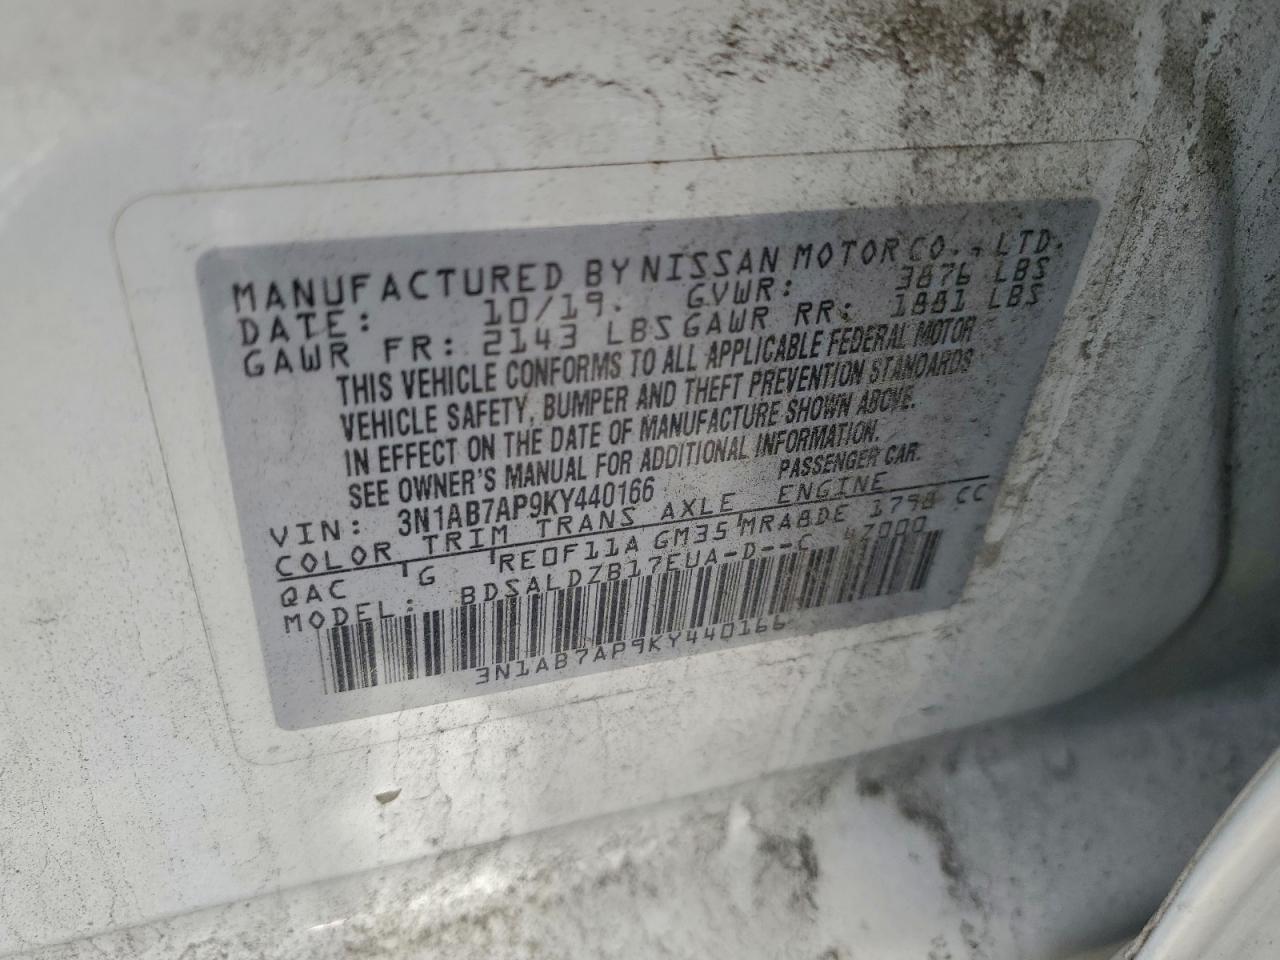 MANUFACTURED BY NISSAN MOTOR CO., LTD.
DATE: 10/19. GVWR: 3876 LBS
GAWR FR: 2143 LBS GAWR RR: 1881 LBS
THIS VEHICLE CONFORMS TO ALL APPLICABLE FEDERAL MOTOR
VEHICLE SAFETY, BUMPER AND THEFT PREVENTION STANDARDS
IN EFFECT ON THE DATE OF MANUFACTURE SHOWN ABOVE.
SEE OWNER'S MANUAL FOR ADDITIONAL INFORMATION.
VIN: 3N1AB7AP9KY440166 PASSENGER CAR.
COLOR TRIM TRANS AXLE ENGINE
QAC G RE0F11A GM35 MRA8DE 1798 CC
MODEL: BDSALDZB17EUA-D--C 47000
3N1AB7AP9KY440166